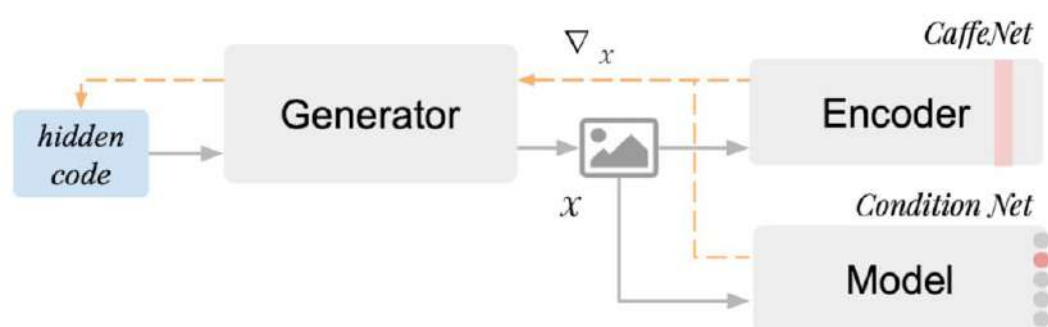 CaffeNet
∇x
Generator
Encoder
hidden
code
x
Condition Net
Model